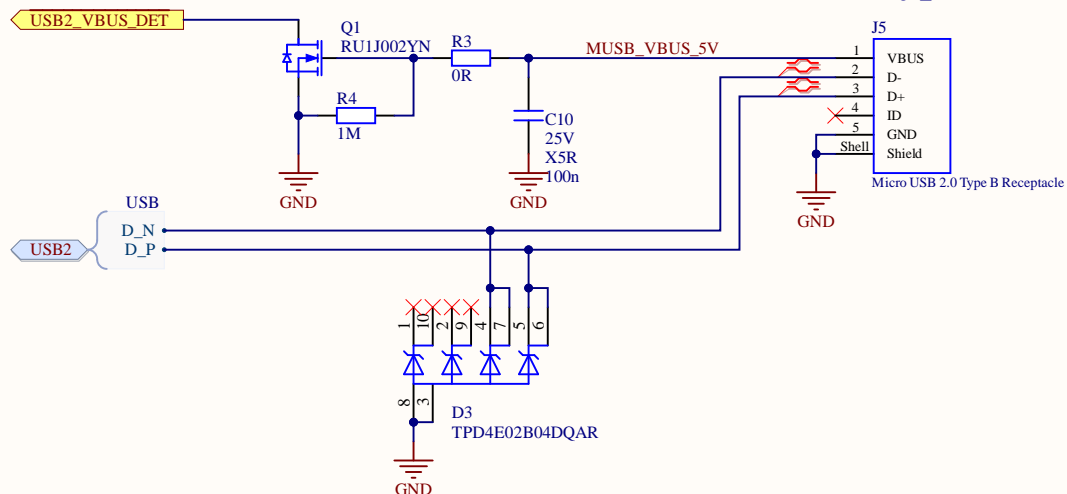 USB2_VBUS_DET
Q1
RU1J002YN
R3
0R
MUSB_VBUS_5V
J5
1
VBUS
2
D-
3
D+
4
ID
5
GND
Shell
Shield
Micro USB 2.0 Type B Receptacle
R4
1M
C10
25V
X5R
100n
GND
GND
GND
USB
D_N
D_P
USB2
1
10
2
9
4
7
5
6
8
3
D3
TPD4E02B04DQAR
GND